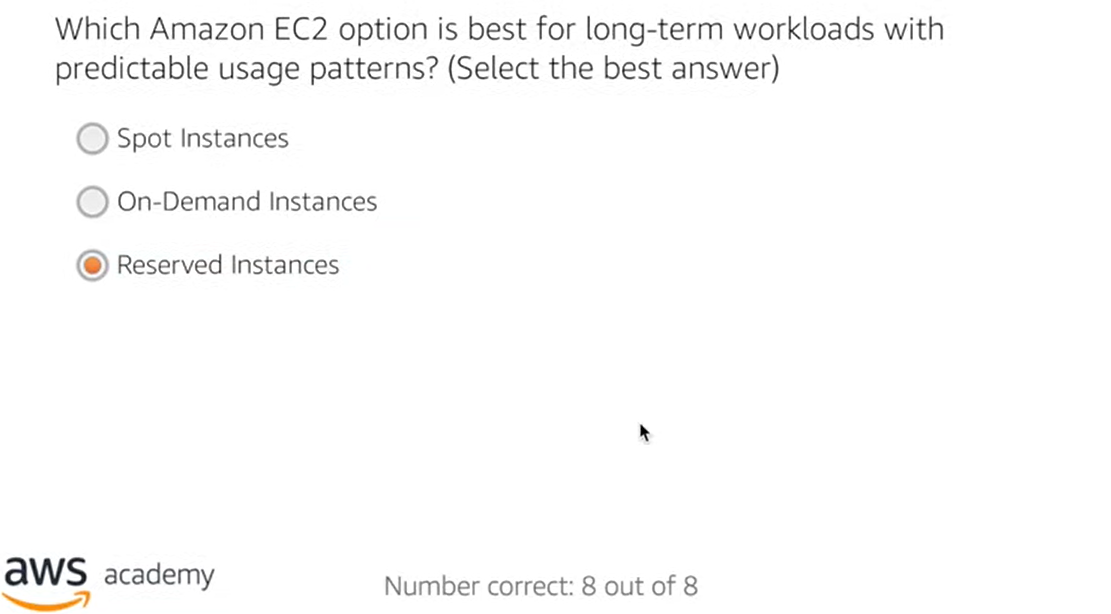 Which Amazon EC2 option is best for long-term workloads with
predictable usage patterns? (Select the best answer)
Spot Instances
On-Demand Instances
Reserved Instances
aws academy
Number correct: 8 out of 8